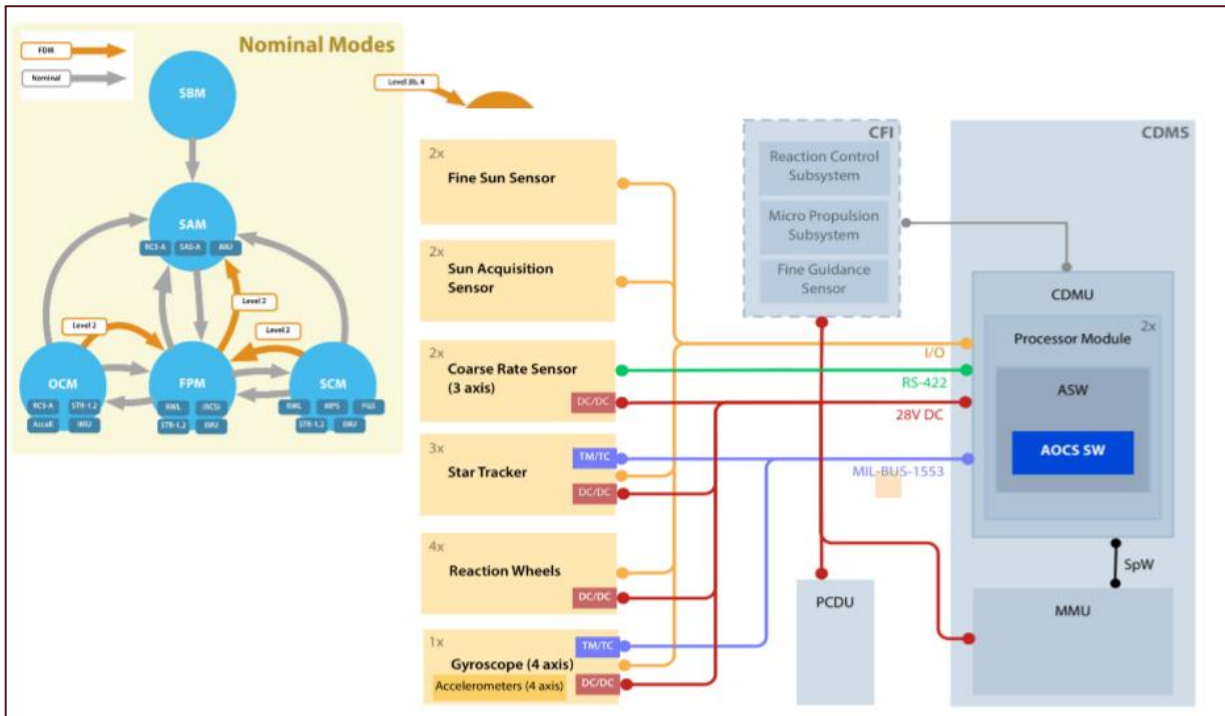 Nominal Modes
FDIR
Nominal
SBM
SAM
RCS-A SAS-A IMU
Level 2
Level 2
Level 2
OCM
RCS-A STR-1,2
Accell IMU
FPM
RWL (RCS)
STR-1,2 IMU
SCM
RWL MPS FGS
STR-1,2 IMU
Level 3b, 4
2x
Fine Sun Sensor
2x
Sun Acquisition
Sensor
2x
Coarse Rate Sensor
(3 axis)
DC/DC
3x
TM/TC
Star Tracker
DC/DC
4x
Reaction Wheels
DC/DC
1x
TM/TC
Gyroscope (4 axis)
Accelerometers (4 axis)
DC/DC
CFI
Reaction Control
Subsystem
Micro Propulsion
Subsystem
Fine Guidance
Sensor
I/O
RS-422
28V DC
MIL-BUS-1553
PCDU
CDMS
CDMU
2x
Processor Module
ASW
AOCS SW
SpW
MMU